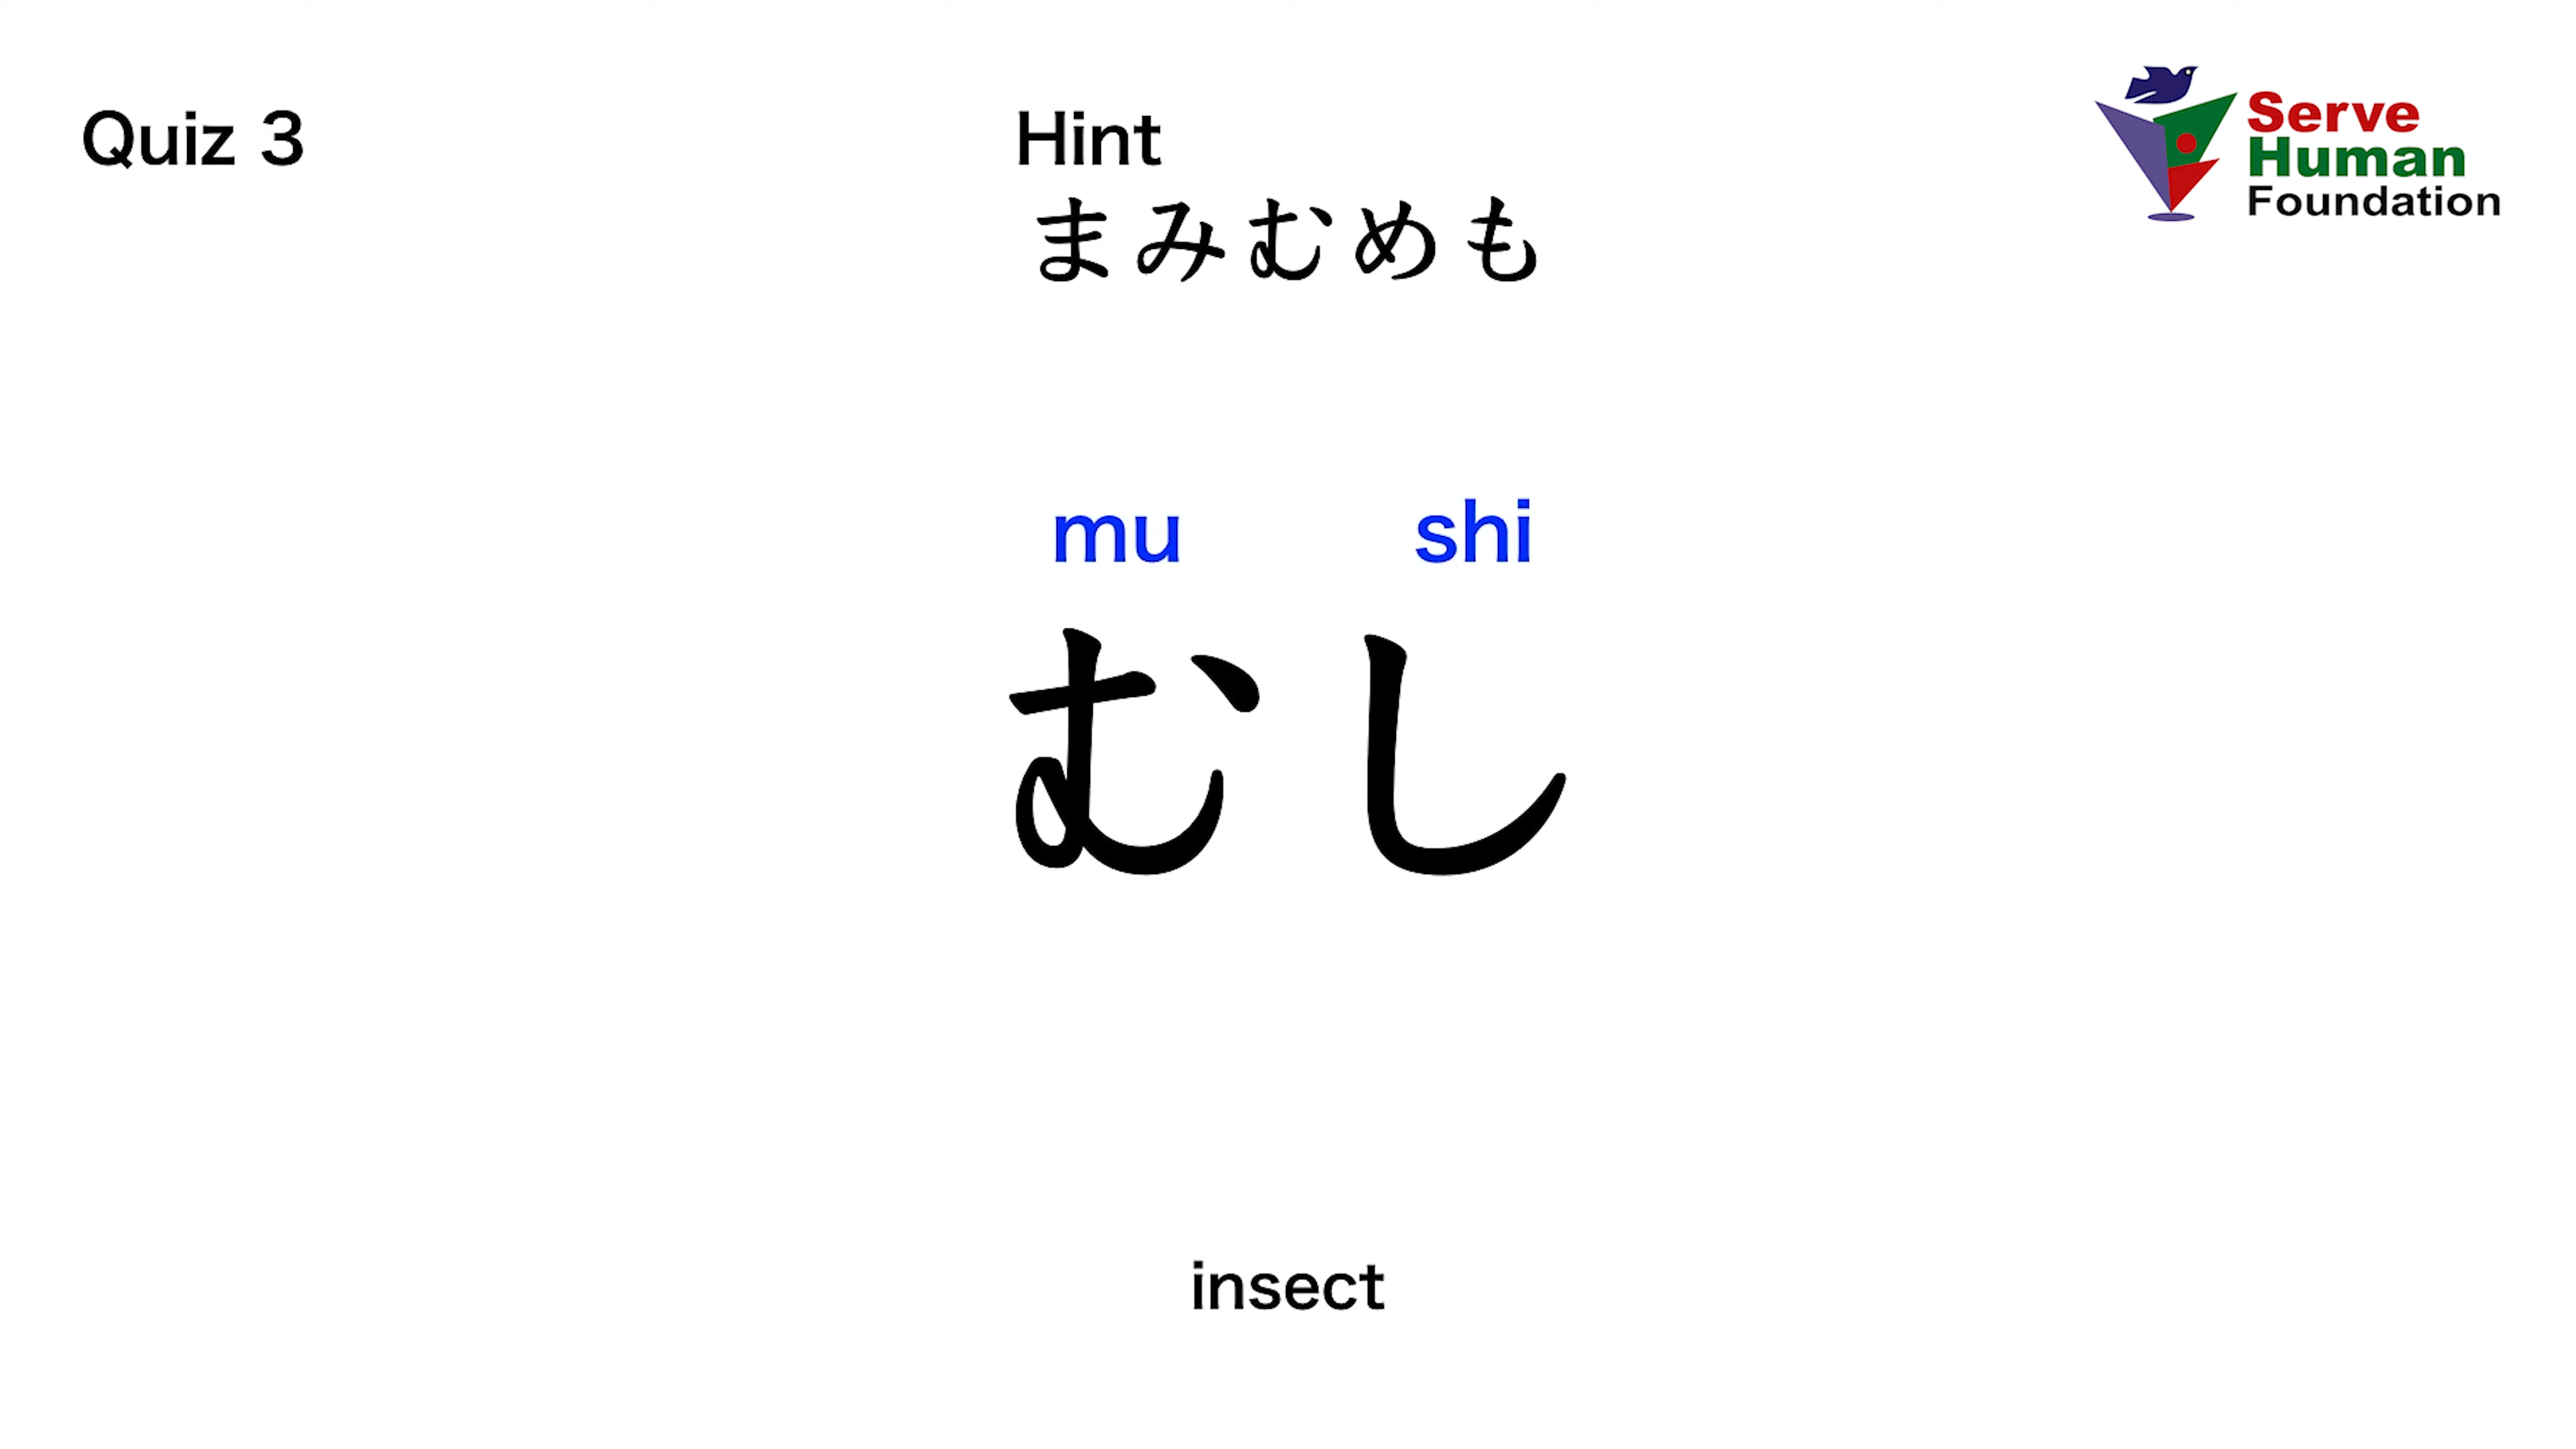 Quiz 3
Hint
まみむめも
Serve
Human
Foundation
mu shi
むし
insect